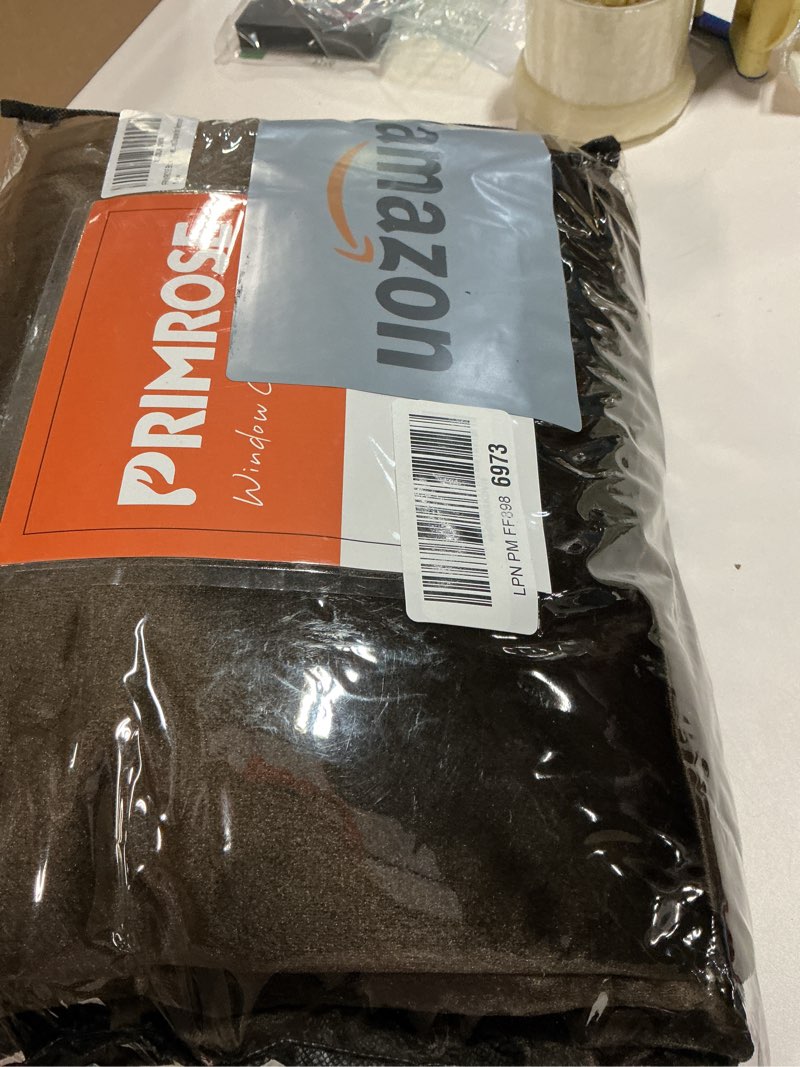 PRIMROSE
Window
amazon
LPN PM FF898 6973